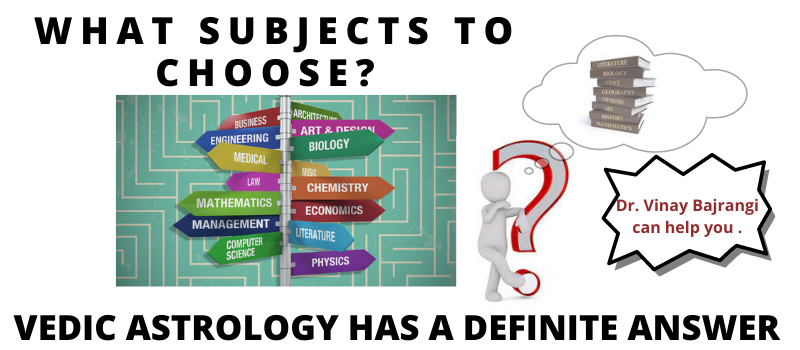 WHAT SUBJECTS TO
CHOOSE?
BUSINESS
ENGINEERING
MEDICAL
LAW
MATHEMATICS
MANAGEMENT
COMPUTER
SCIENCE
ARCHITECTURE
ART & DESIGN
BIOLOGY
MUSIC
CHEMISTRY
ECONOMICS
LITERATURE
PHYSICS
LITERATURE
BIOLOGY
SCIENCE
GEOGRAPHY
CHEMISTRY
ART
HISTORY
MATHEMATICS
Dr. Vinay Bajrangi
can help you .
VEDIC ASTROLOGY HAS A DEFINITE ANSWER